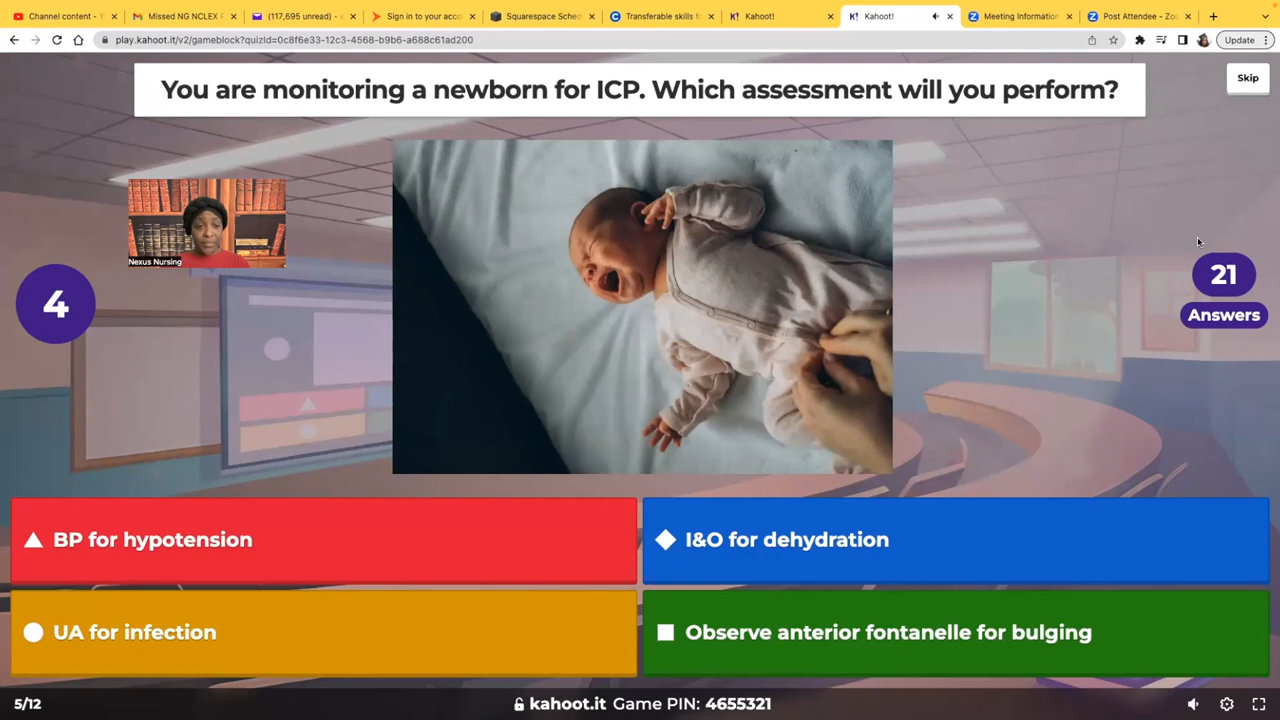 Channel content - Y
Missed NG NCLEX F
(117,695 unread) - e
Sign in to your acco
Squarespace Sched
Transferable skills fo
Kahoot!
Kahoot!
Meeting Information
Post Attendee - Zoo
play.kahoot.it/v2/gameblock?quizId=0c8f6e33-12c3-4568-b9b6-a688c61ad200
Update
You are monitoring a newborn for ICP. Which assessment will you perform?
Skip
Nexus Nursing
4
21
Answers
BP for hypotension
I&O for dehydration
UA for infection
Observe anterior fontanelle for bulging
5/12
kahoot.it Game PIN: 4655321